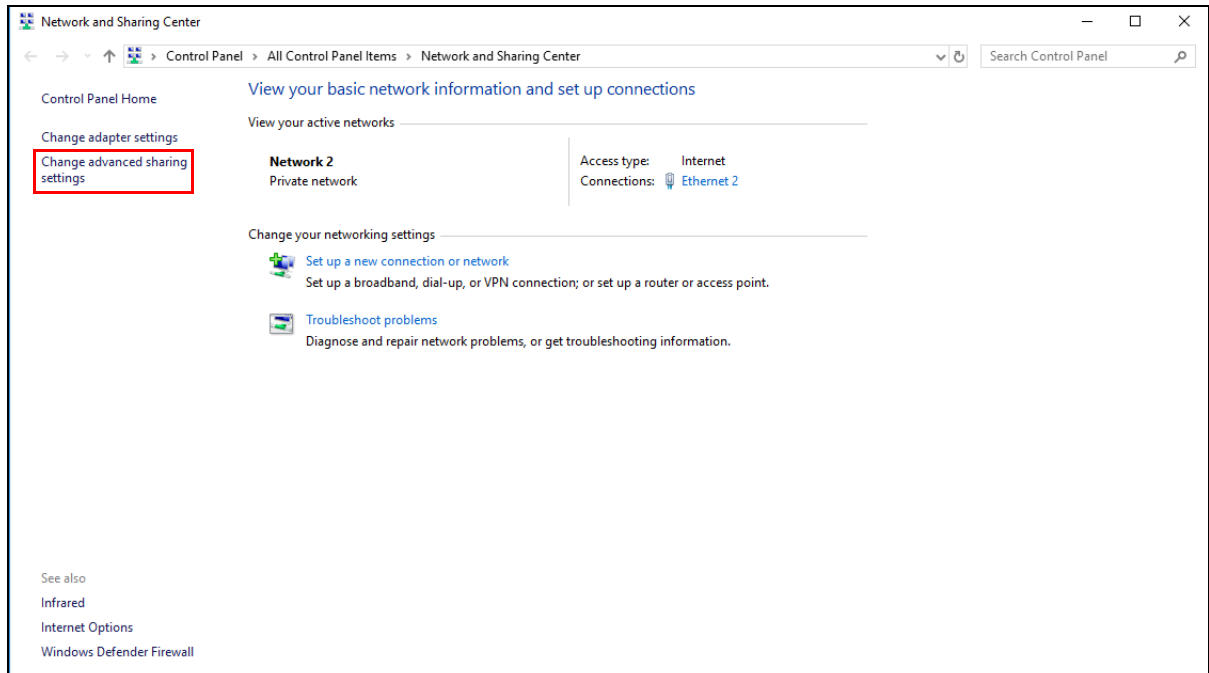 Network and Sharing Center
Control Panel > All Control Panel Items > Network and Sharing Center
Search Control Panel
Control Panel Home
Change adapter settings
Change advanced sharing
settings
View your basic network information and set up connections
View your active networks
Network 2
Private network
Access type: Internet
Connections: Ethernet 2
Change your networking settings
Set up a new connection or network
Set up a broadband, dial-up, or VPN connection; or set up a router or access point.
Troubleshoot problems
Diagnose and repair network problems, or get troubleshooting information.
See also
Infrared
Internet Options
Windows Defender Firewall